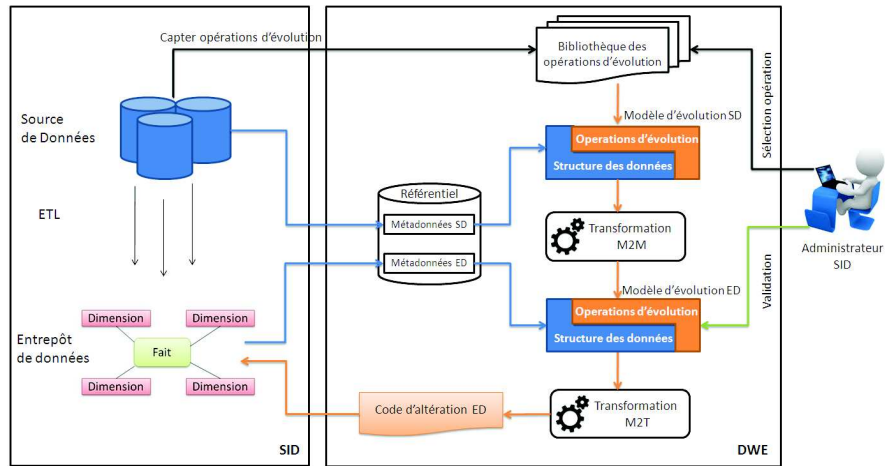 Capter opérations d'évolution
Bibliothèque des
opérations d'évolution
Source
de Données
Modèle d'évolution SD
Operations d'évolution
Structure des données
Sélection opération
ETL
Référentiel
Métadonnées SD
Métadonnées ED
Transformation
M2M
Administrateur
SID
Modèle d'évolution ED
Operations d'évolution
Structure des données
Validation
Entrepôt
de données
Dimension
Dimension
Fait
Dimension
Dimension
Code d'altération ED
Transformation
M2T
SID
DWE